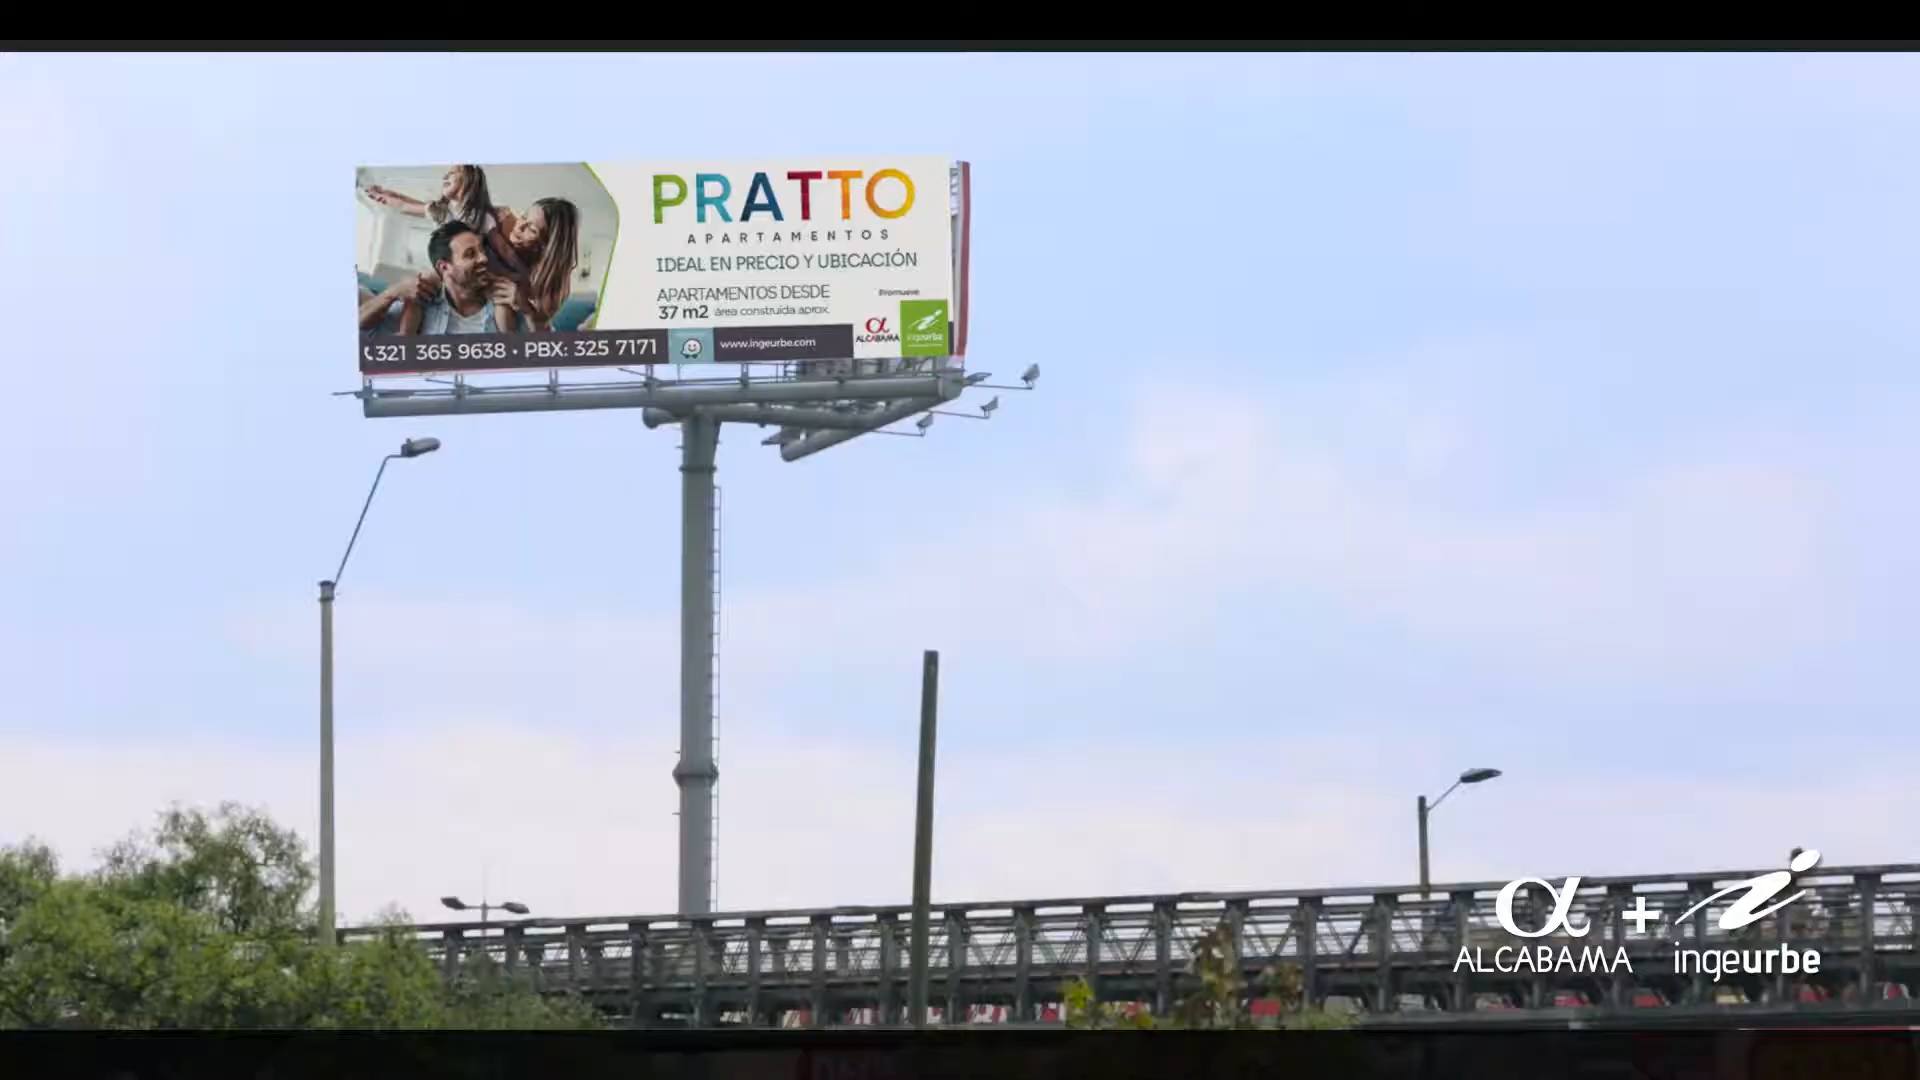 PRATTO
APARTAMENTOS
IDEAL EN PRECIO Y UBICACIÓN
APARTAMENTOS DESDE
37 m2 área construida aprox.
Promueve
ALCABAMA
ingeurbe
321 365 9638 • PBX: 325 7171
www.ingeurbe.com
α + i
ALCABAMA ingeurbe